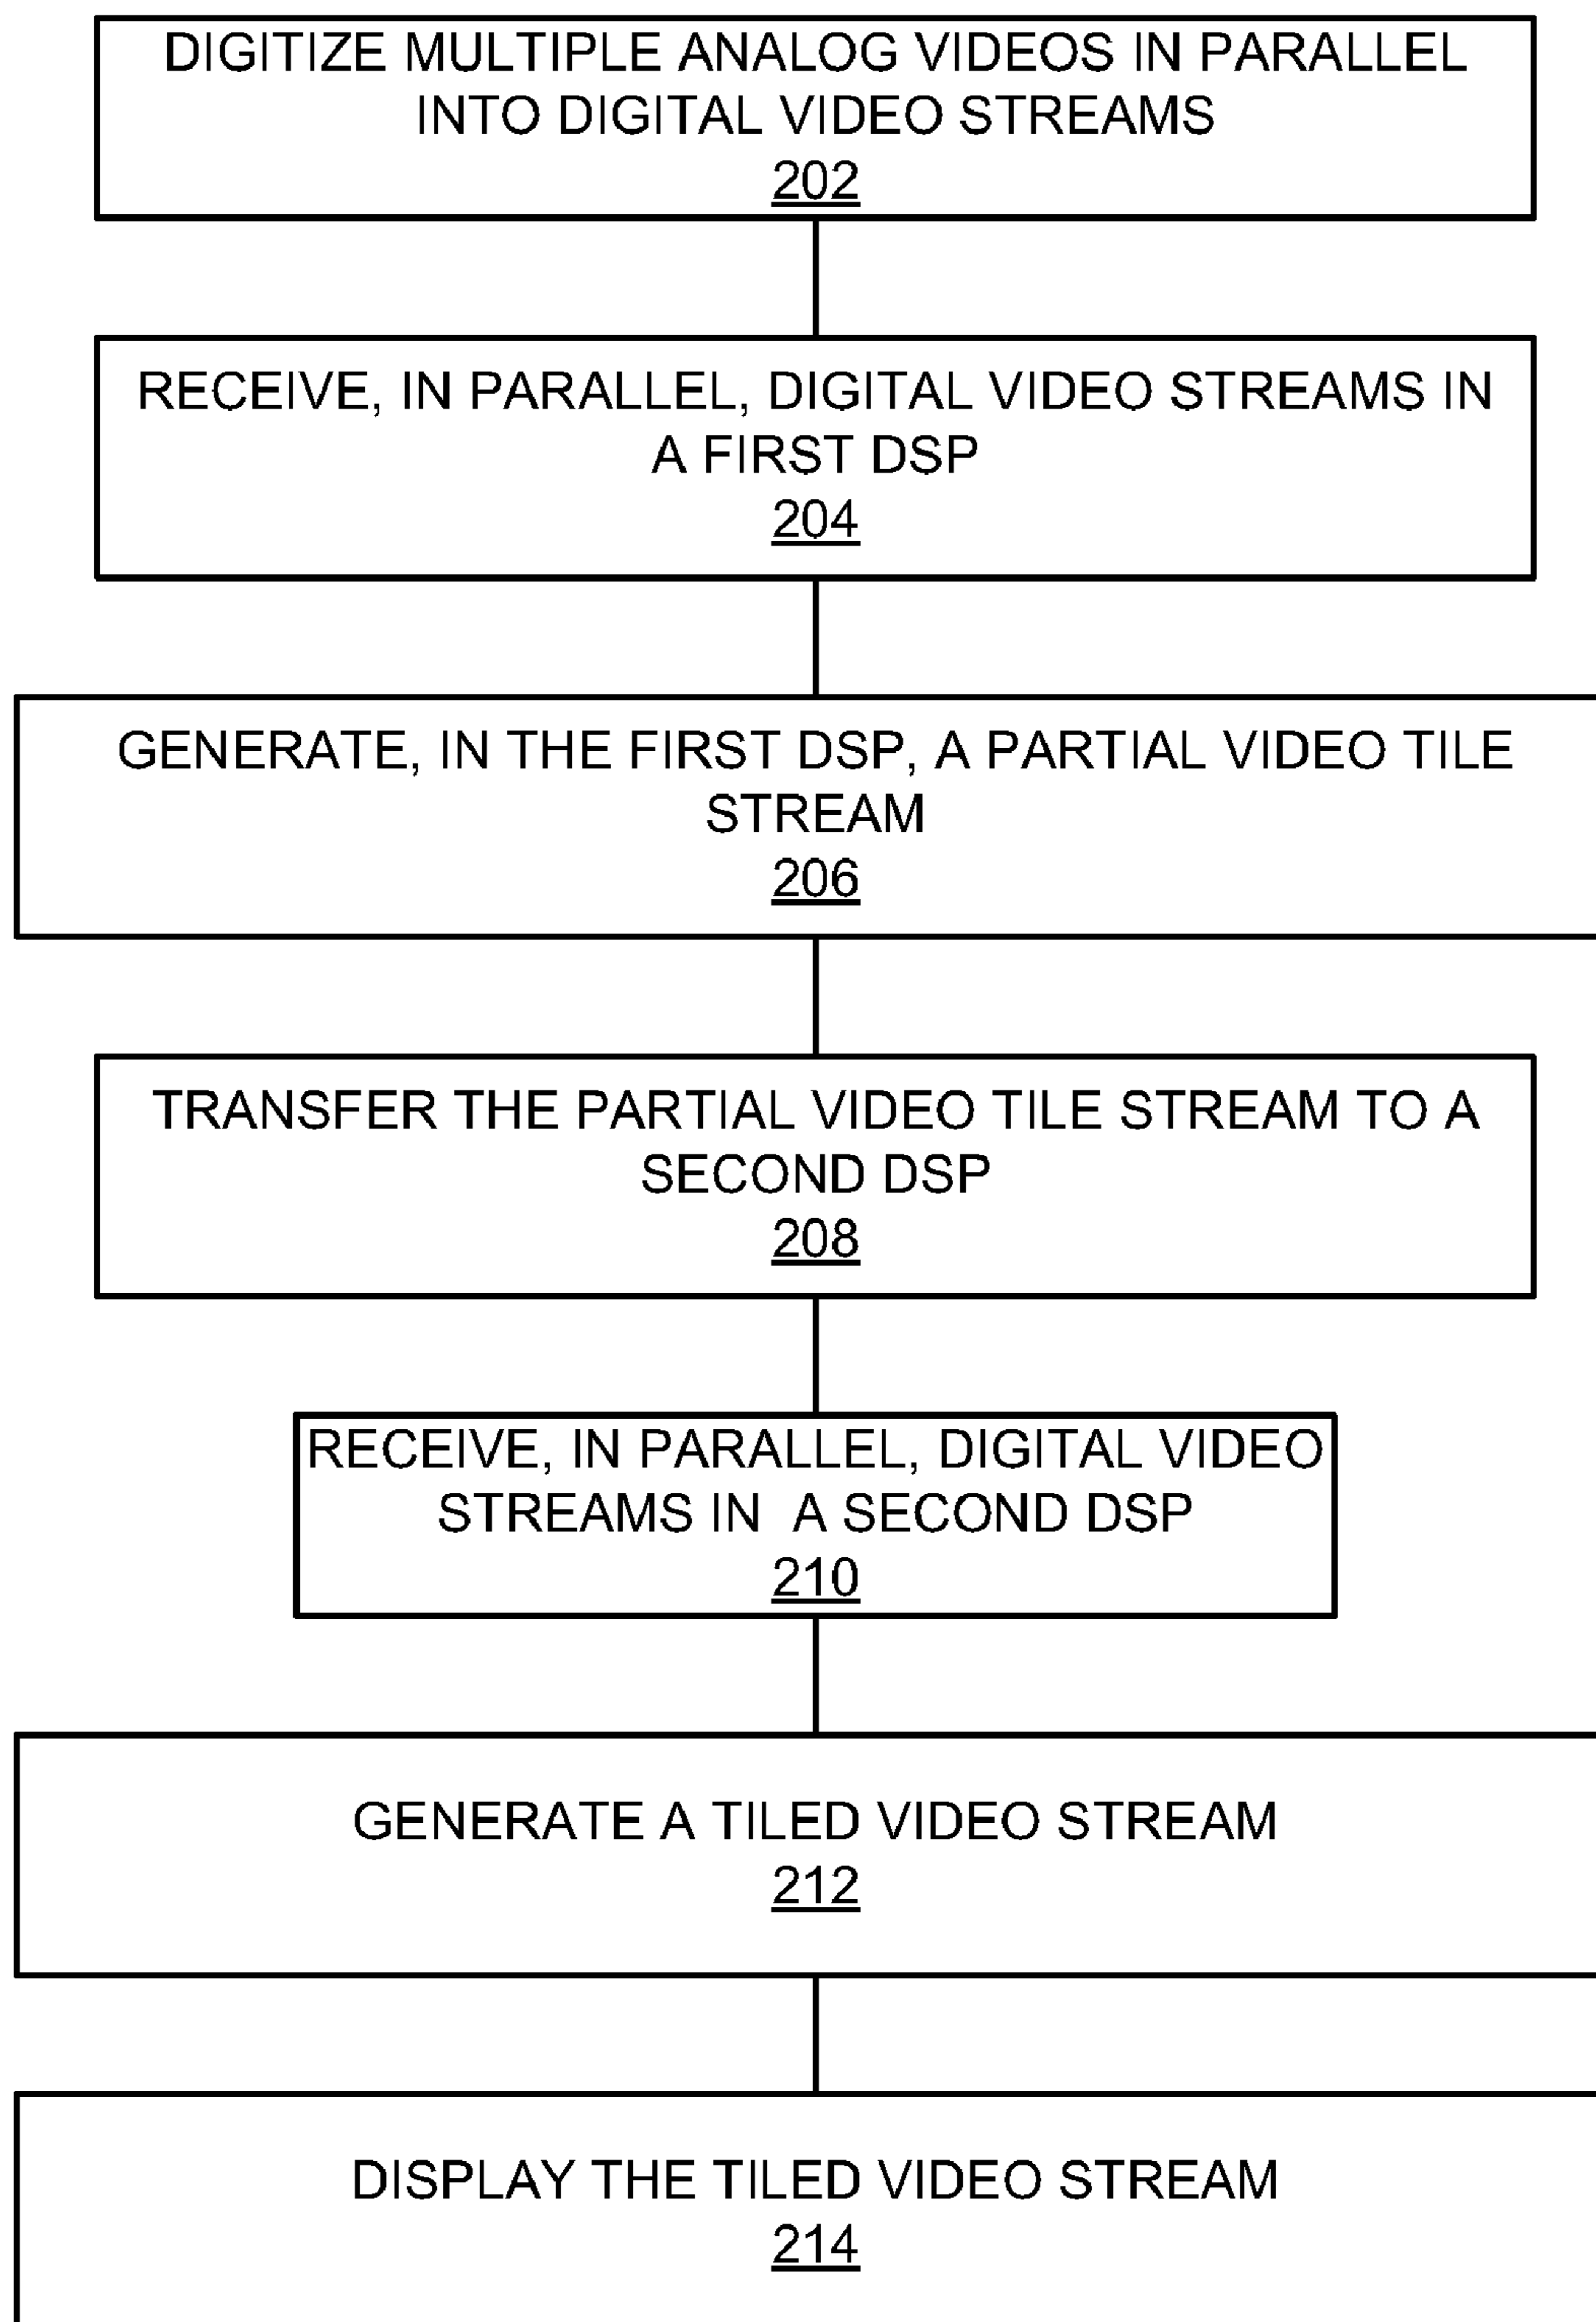 DIGITIZE MULTIPLE ANALOG VIDEOS IN PARALLEL
INTO DIGITAL VIDEO STREAMS
202
RECEIVE, IN PARALLEL, DIGITAL VIDEO STREAMS IN
A FIRST DSP
204
GENERATE, IN THE FIRST DSP, A PARTIAL VIDEO TILE
STREAM
206
TRANSFER THE PARTIAL VIDEO TILE STREAM TO A
SECOND DSP
208
RECEIVE, IN PARALLEL, DIGITAL VIDEO
STREAMS IN A SECOND DSP
210
GENERATE A TILED VIDEO STREAM
212
DISPLAY THE TILED VIDEO STREAM
214